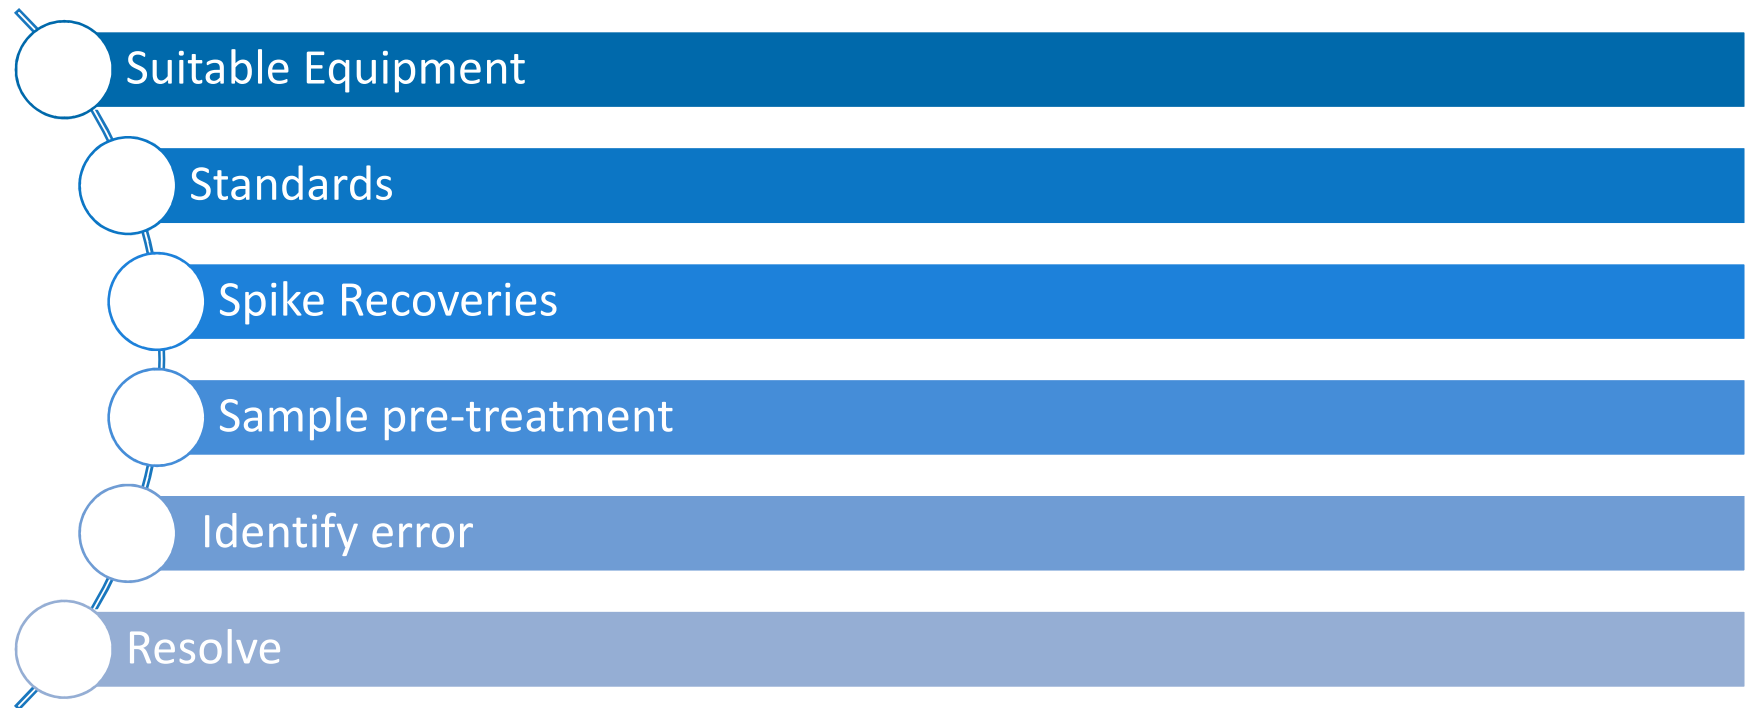 Suitable Equipment
Standards
Spike Recoveries
Sample pre-treatment
Identify error
Resolve